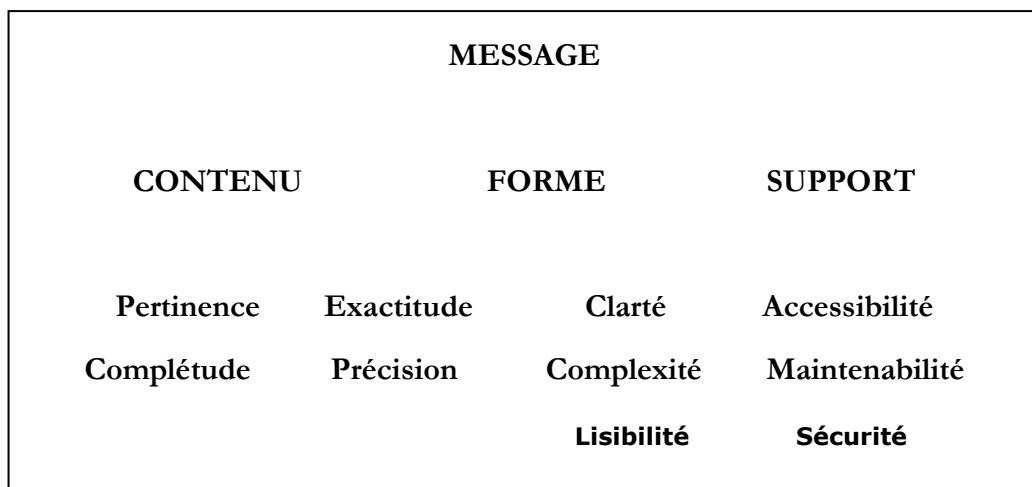 MESSAGE
CONTENU FORME SUPPORT
Pertinence Exactitude Clarté Accessibilité
Complétude Précision Complexité Maintenabilité
Lisibilité Sécurité